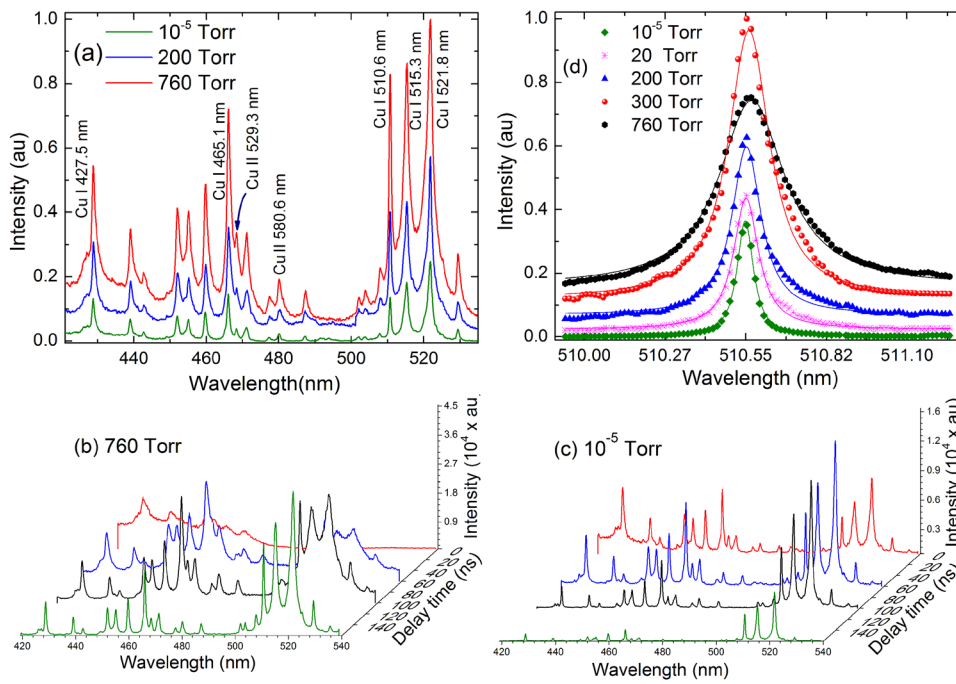 (a)
10⁻⁵ Torr
200 Torr
760 Torr
Cu I 427.5 nm
Cu I 465.1 nm
Cu II 529.3 nm
Cu II 580.6 nm
Cu I 510.6 nm
Cu I 515.3 nm
Cu I 521.8 nm
Intensity (au)
1.0
0.8
0.6
0.4
0.2
0.0
440 460 480 500 520
Wavelength(nm)
(d)
10⁻⁵ Torr
20 Torr
200 Torr
300 Torr
760 Torr
Intensity (au)
1.0
0.8
0.6
0.4
0.2
0.0
510.00 510.27 510.55 510.82 511.10
Wavelength (nm)
(b) 760 Torr
Intensity (10⁴ x au)
4.5
3.6
2.7
1.8
0.9
0
20
40
60
80
100
120
140
Delay time (ns)
420 440 460 480 500 520 540
Wavelength (nm)
(c) 10⁻⁵ Torr
Intensity (10⁴ x au)
1.6
1.2
0.9
0.6
0.3
0
20
40
60
80
100
120
140
Delay time (ns)
420 440 460 480 500 520 540
Wavelength (nm)